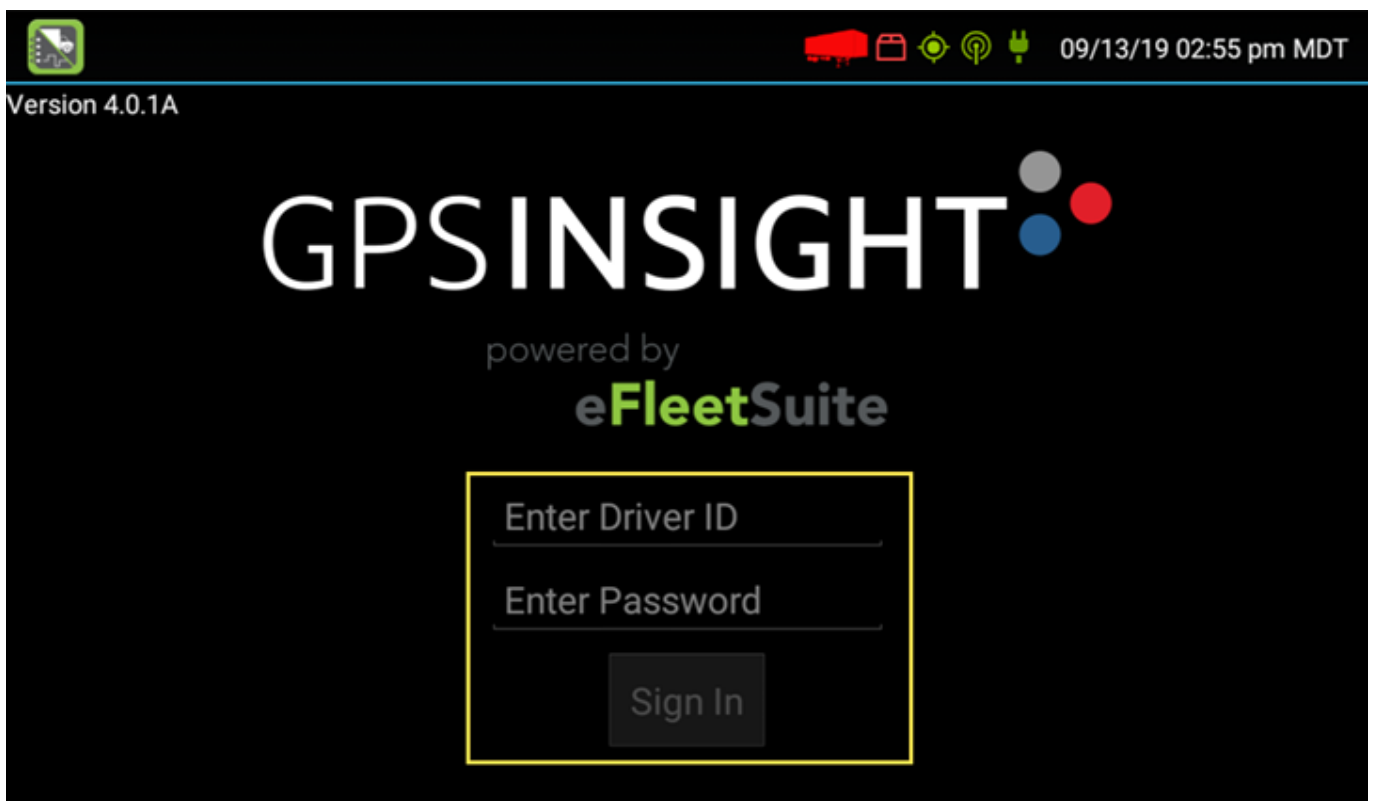 09/13/19 02:55 pm MDT
Version 4.0.1A
GPSINSIGHT
powered by
eFleetSuite
Enter Driver ID
Enter Password
Sign In